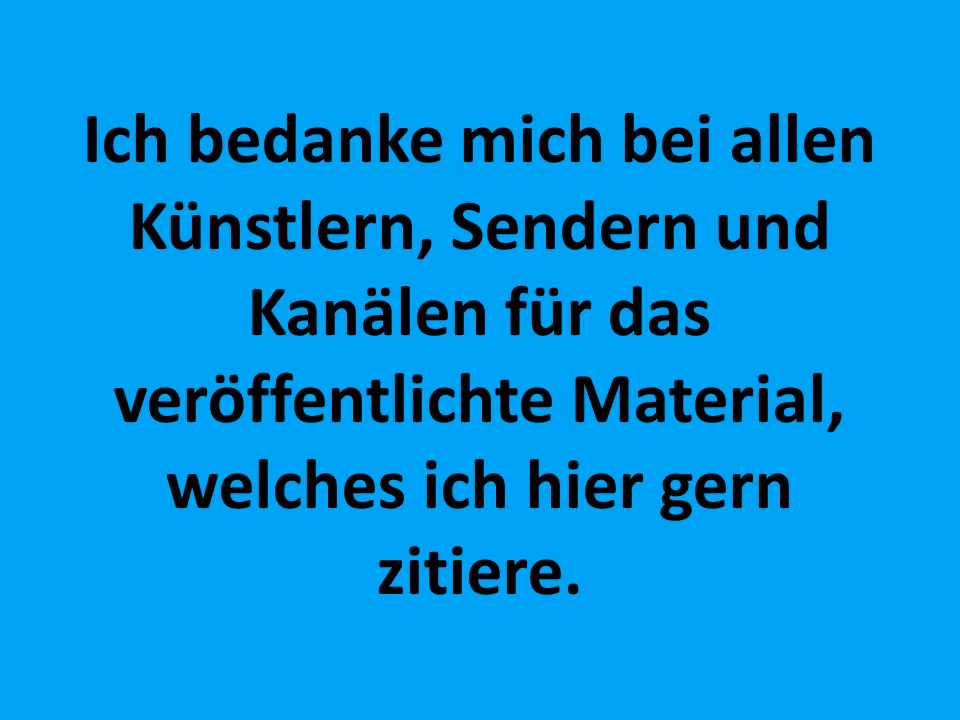 Ich bedanke mich bei allen
Künstlern, Sendern und
Kanälen für das
veröffentlichte Material,
welches ich hier gern
zitiere.